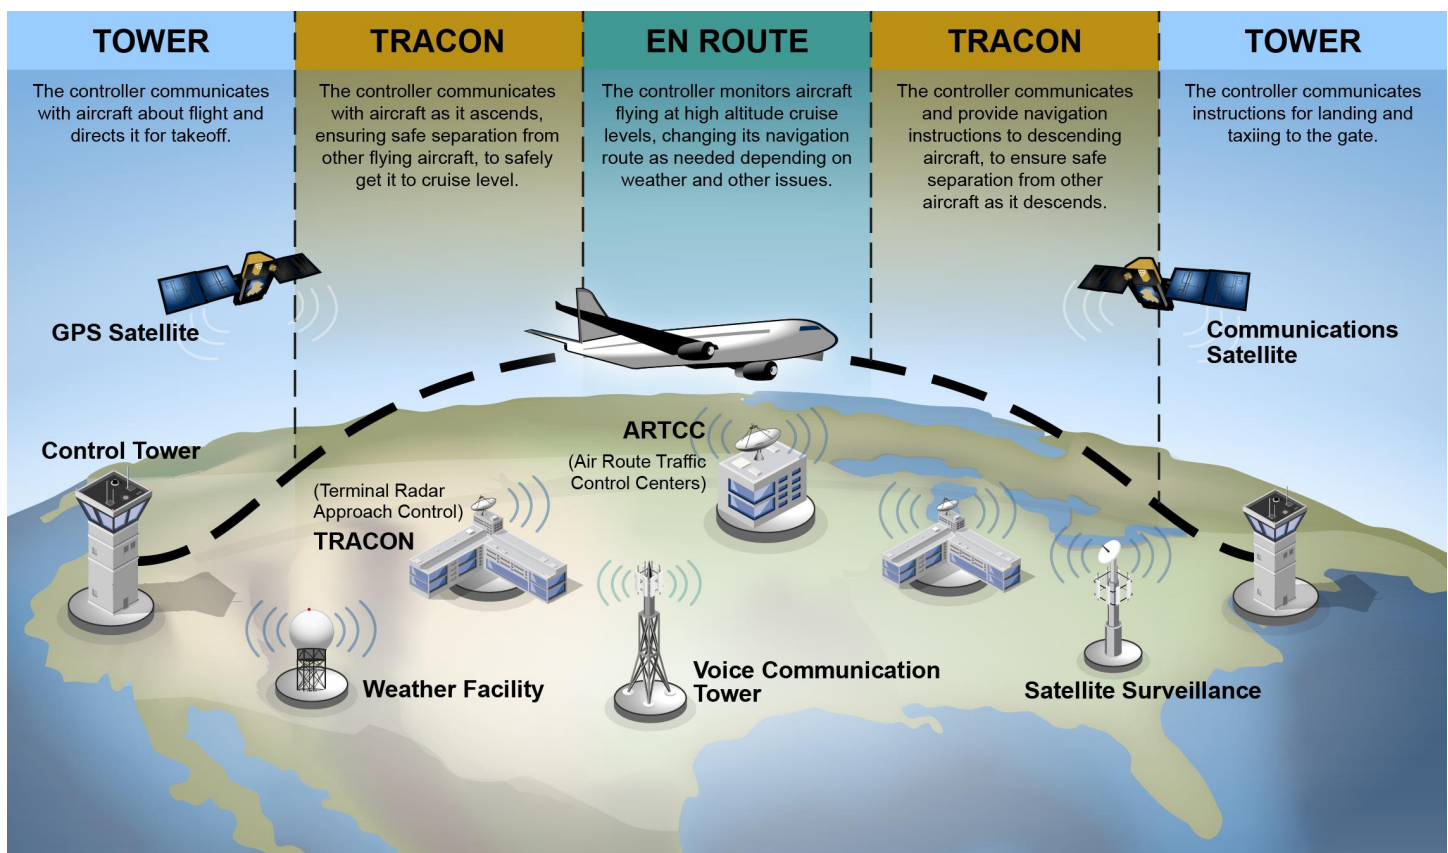 TOWER
TRACON
EN ROUTE
TRACON
TOWER
The controller communicates
with aircraft about flight and
directs it for takeoff.
The controller communicates
with aircraft as it ascends,
ensuring safe separation from
other flying aircraft, to safely
get it to cruise level.
The controller monitors aircraft
flying at high altitude cruise
levels, changing its navigation
route as needed depending on
weather and other issues.
The controller communicates
and provide navigation
instructions to descending
aircraft, to ensure safe
separation from other
aircraft as it descends.
The controller communicates
instructions for landing and
taxiing to the gate.
GPS Satellite
Communications
Satellite
Control Tower
(Terminal Radar
Approach Control)
TRACON
ARTCC
(Air Route Traffic
Control Centers)
Weather Facility
Voice Communication
Tower
Satellite Surveillance